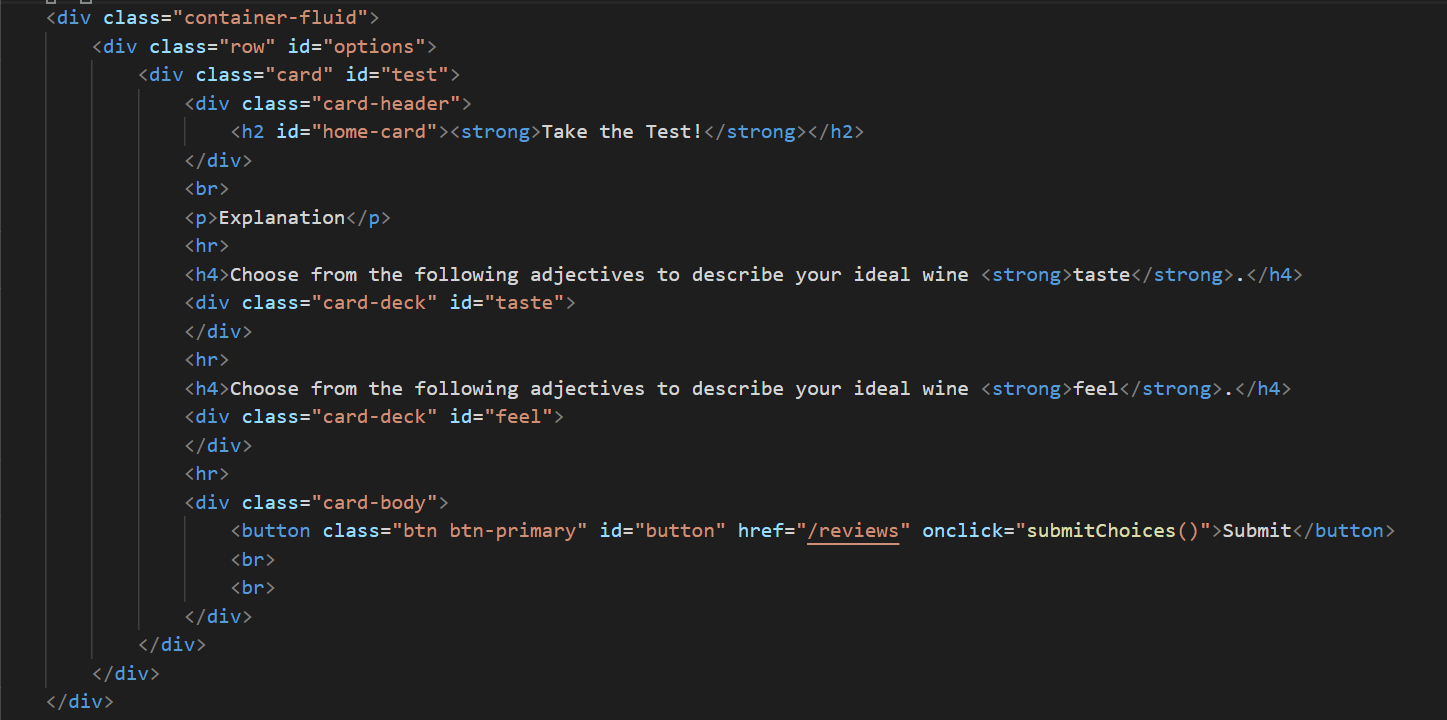 <div class="container-fluid">
<div class="row" id="options">
<div class="card" id="test">
<div class="card-header">
<h2 id="home-card"><strong>Take the Test!</strong></h2>
</div>
<br>
<p>Explanation</p>
<hr>
<h4>Choose from the following adjectives to describe your ideal wine <strong>taste</strong>.</h4>
<div class="card-deck" id="taste">
</div>
<hr>
<h4>Choose from the following adjectives to describe your ideal wine <strong>feel</strong>.</h4>
<div class="card-deck" id="feel">
</div>
<hr>
<div class="card-body">
<button class="btn btn-primary" id="button" href="/reviews" onclick="submitChoices()">Submit</button>
<br>
<br>
</div>
</div>
</div>
</div>